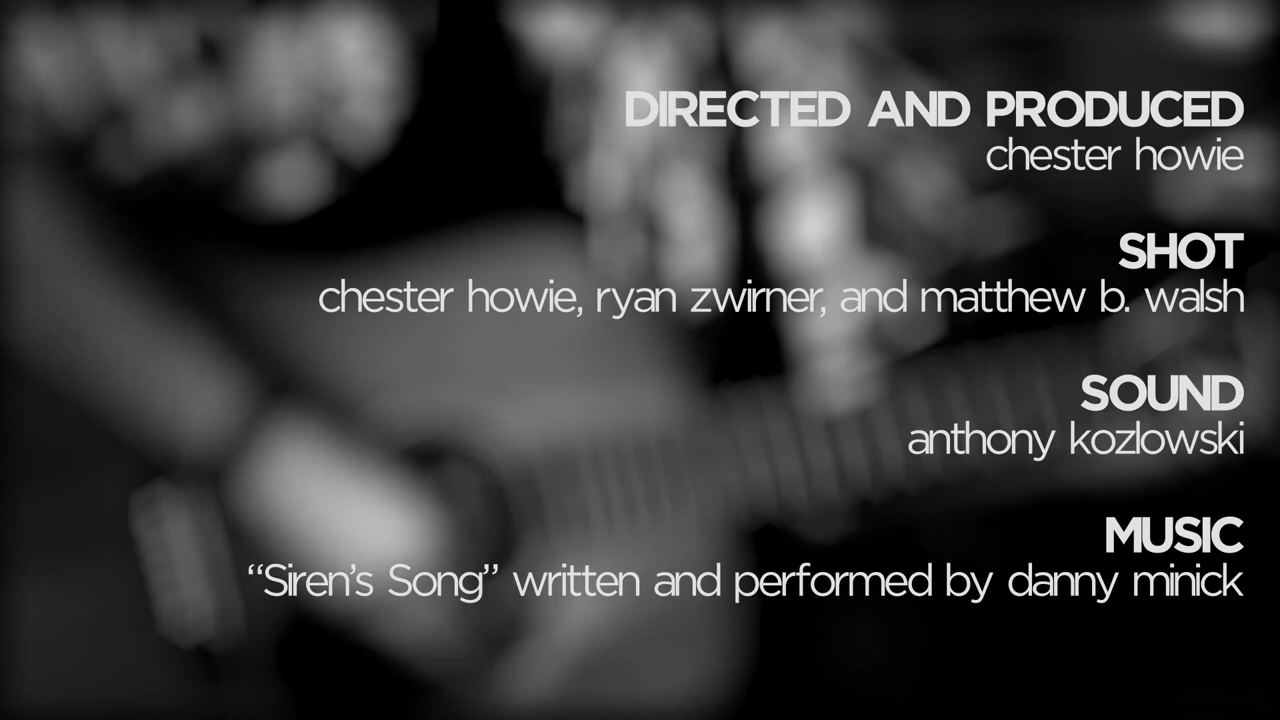 DIRECTED AND PRODUCED
chester howie
SHOT
chester howie, ryan zwirner, and matthew b. walsh
SOUND
anthony kozlowski
MUSIC
“Siren’s Song” written and performed by danny minick